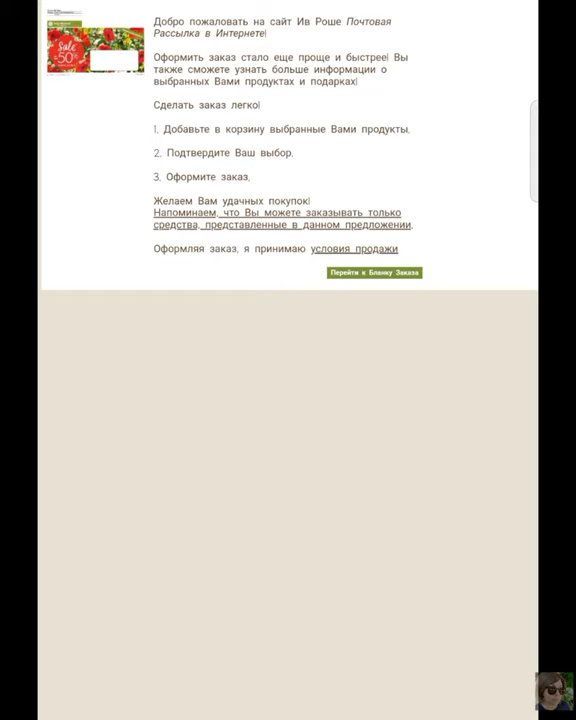 Sale
-50%
Добро пожаловать на сайт Ив Роше Почтовая
Рассылка в Интернете!
Оформить заказ стало еще проще и быстрее! Вы
также сможете узнать больше информации о
выбранных Вами продуктах и подарках!
Сделать заказ легко!
1. Добавьте в корзину выбранные Вами продукты.
2. Подтвердите Ваш выбор.
3. Оформите заказ.
Желаем Вам удачных покупок!
Напоминаем, что Вы можете заказывать только
средства, представленные в данном предложении.
Оформляя заказ, я принимаю условия продажи
Перейти к Бланку Заказа